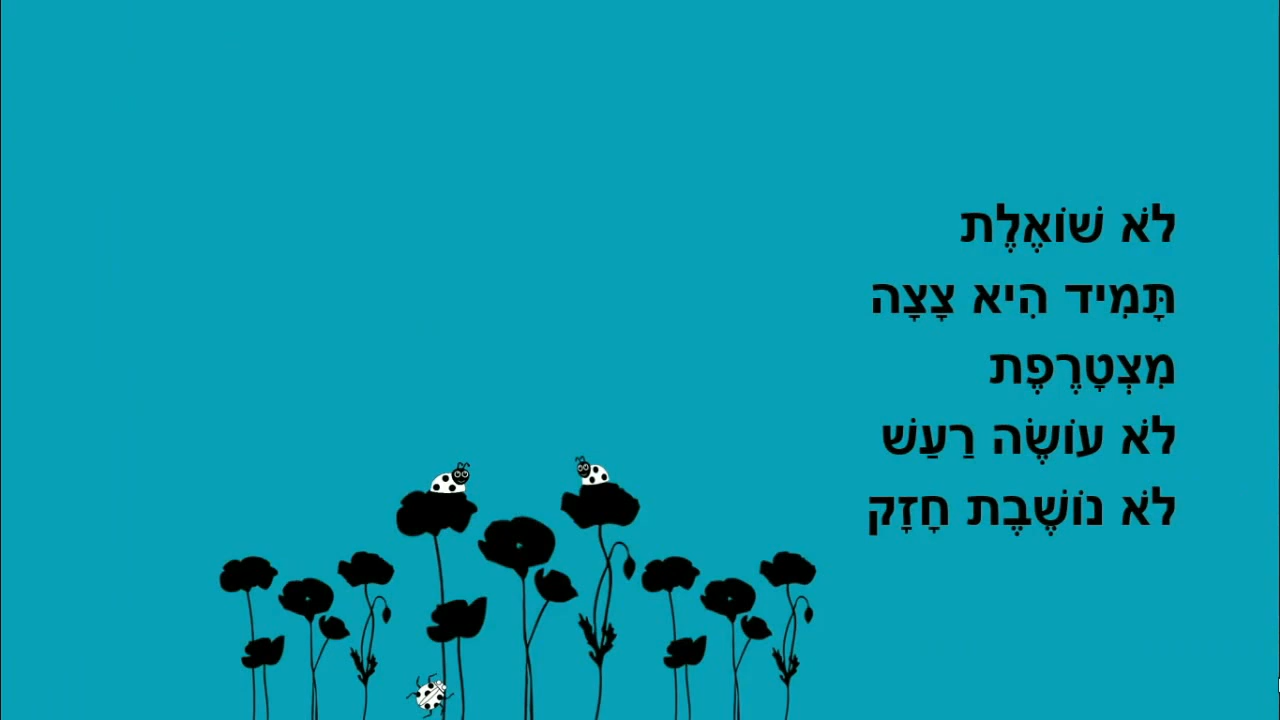 לֹא שׁוֹאֶלֶת
תָּמִיד הִיא צָצָה
מִצְטָרֶפֶת
לֹא עוֹשֶׂה רַעַשׁ
לֹא נוֹשֶׁבֶת חָזָק